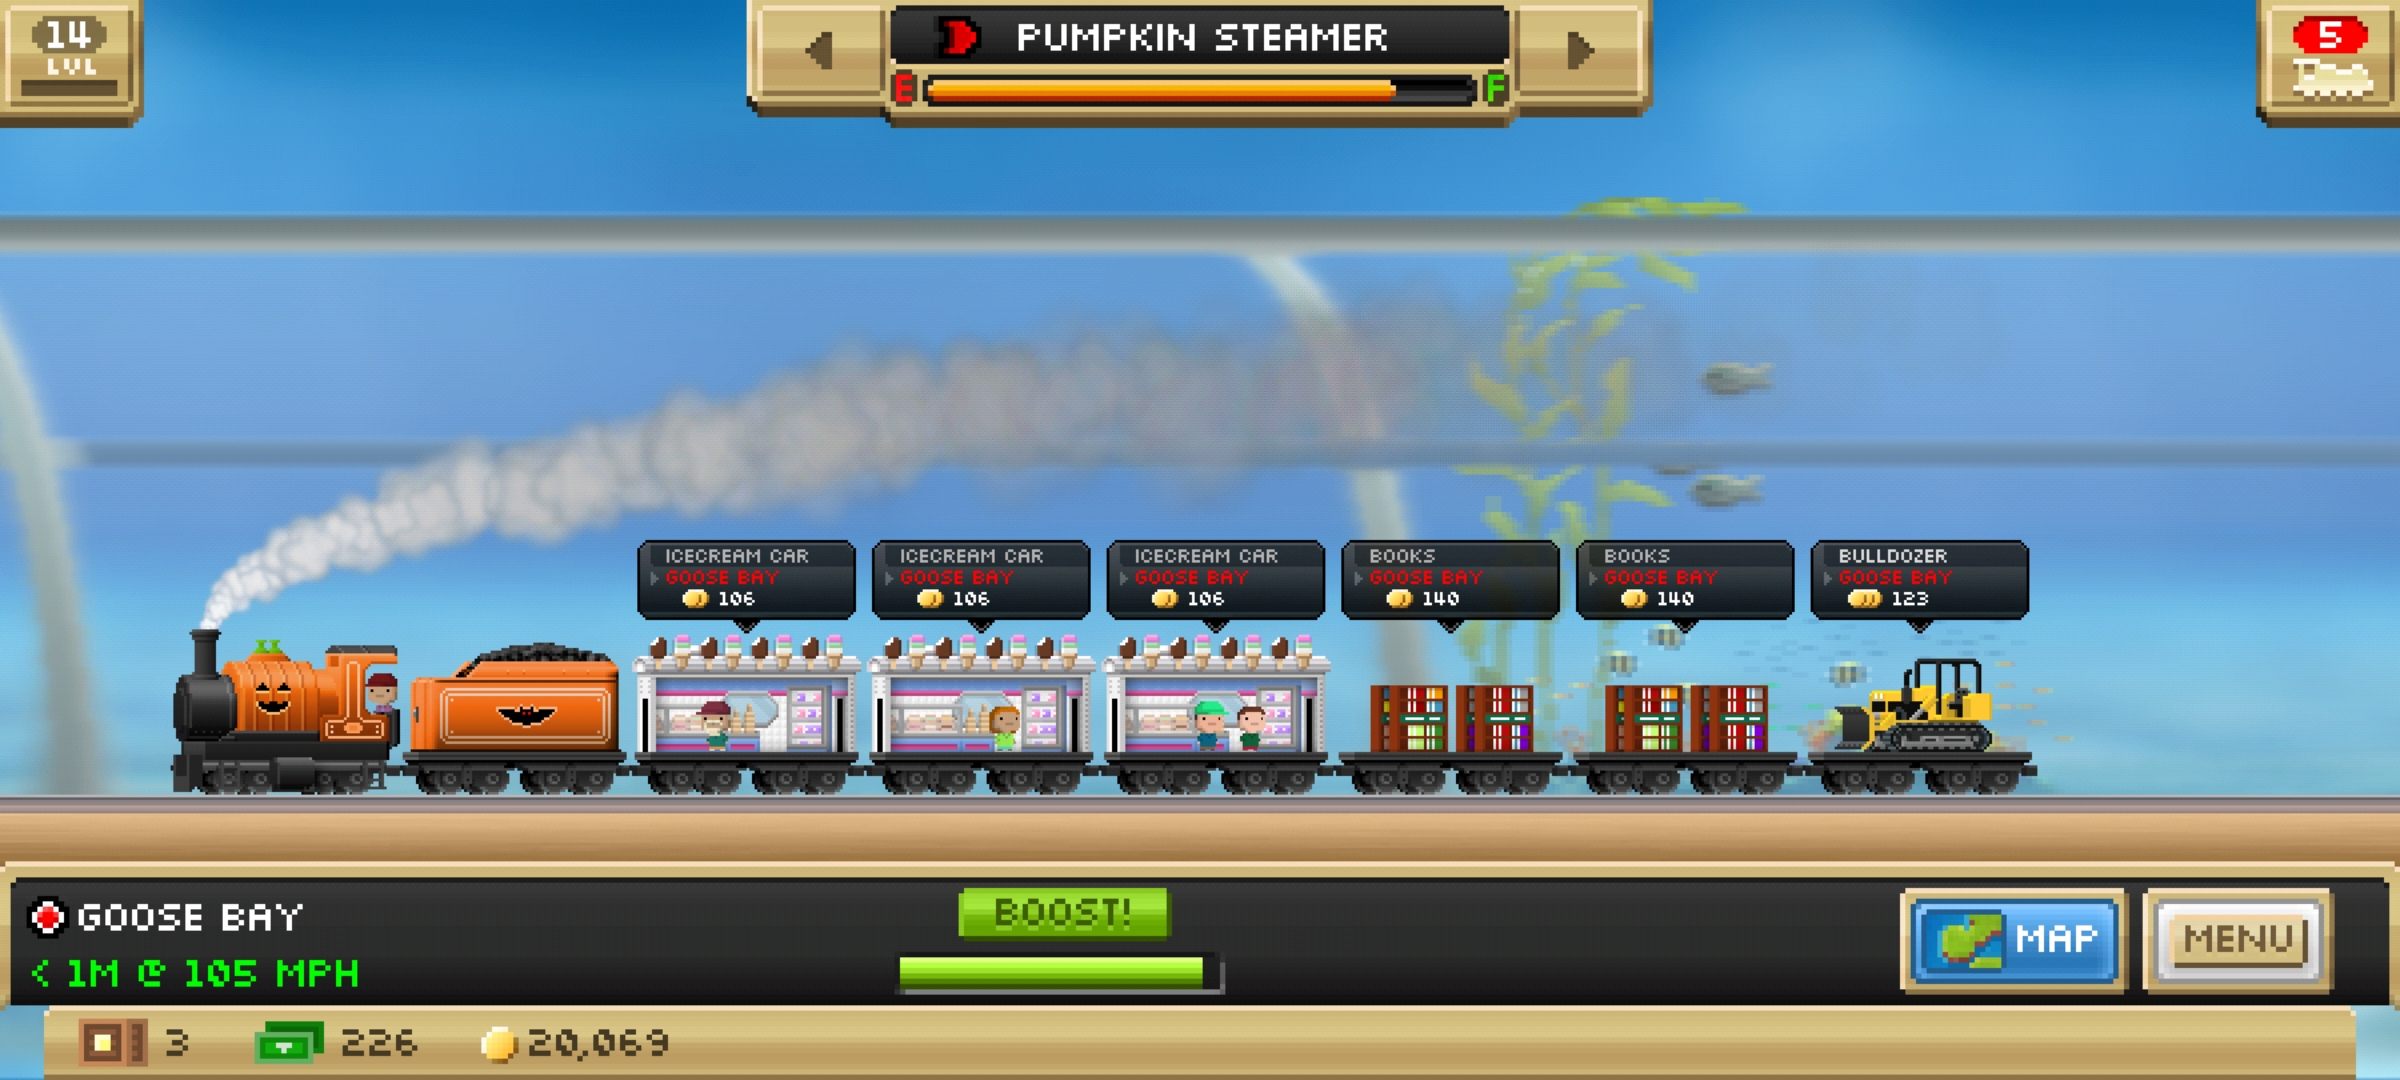 14
LVL
PUMPKIN STEAMER
E F
5
ICECREAM CAR
GOOSE BAY
106
ICECREAM CAR
GOOSE BAY
106
ICECREAM CAR
GOOSE BAY
106
BOOKS
GOOSE BAY
140
BOOKS
GOOSE BAY
140
BULLDOZER
GOOSE BAY
123
GOOSE BAY
< 1M @ 105 MPH
BOOST!
MAP
MENU
3
226
20,069